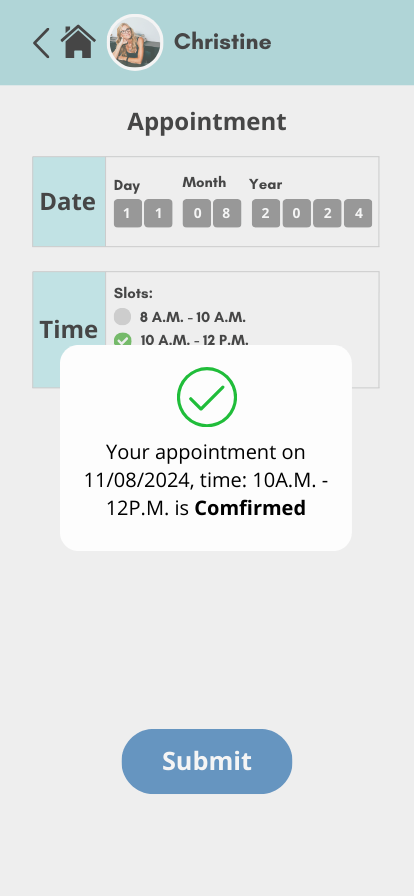 Christine
Appointment
Date
Day Month Year
1 1 0 8 2 0 2 4
Time
Slots:
8 A.M. - 10 A.M.
10 A.M. - 12 P.M.
Your appointment on
11/08/2024, time: 10A.M. -
12P.M. is Comfirmed
Submit